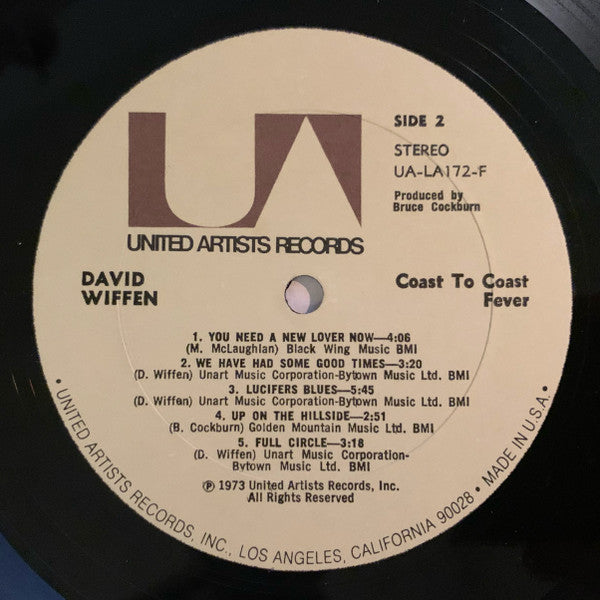 UA
UNITED ARTISTS RECORDS
SIDE 2
STEREO
UA-LA172-F
Produced by
Bruce Cockburn
DAVID
WIFFEN
Coast To Coast
Fever
1. YOU NEED A NEW LOVER NOW—4:06
(M. McLaughian) Black Wing Music BMI
2. WE HAVE HAD SOME GOOD TIMES—3:20
(D. Wiffen) Unart Music Corporation-Bytown Music Ltd. BMI
3. LUCIFERS BLUES—5:45
(D. Wiffen) Unart Music Corporation-Bytown Music Ltd. BMI
4. UP ON THE HILLSIDE—2:51
(B. Cockburn) Golden Mountain Music Ltd. BMI
5. FULL CIRCLE—3:18
(D. Wiffen) Unart Music Corporation-
Bytown Music Ltd. BMI
℗ 1973 United Artists Records, Inc.
All Rights Reserved
• UNITED ARTISTS RECORDS, INC., LOS ANGELES, CALIFORNIA 90028 • MADE IN U.S.A. •